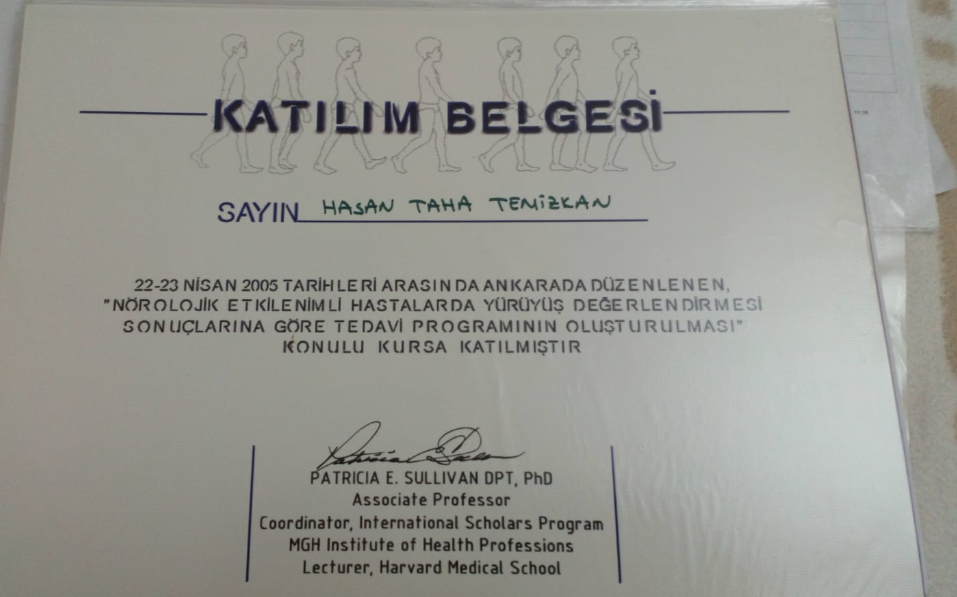 KATILIM BELGESİ
SAYIN HASAN TAHA TEMİZKAN
22-23 NİSAN 2005 TARİHLERİ ARASINDA ANKARADA DÜZENLENEN,
"NÖROLOJİK ETKİLENİMLİ HASTALARDA YÜRÜYÜŞ DEĞERLENDİRMESİ
SONUÇLARINA GÖRE TEDAVİ PROGRAMININ OLUŞTURULMASI"
KONULU KURSA KATILMIŞTIR
PATRICIA E. SULLIVAN DPT, PhD
Associate Professor
Coordinator, International Scholars Program
MGH Institute of Health Professions
Lecturer, Harvard Medical School